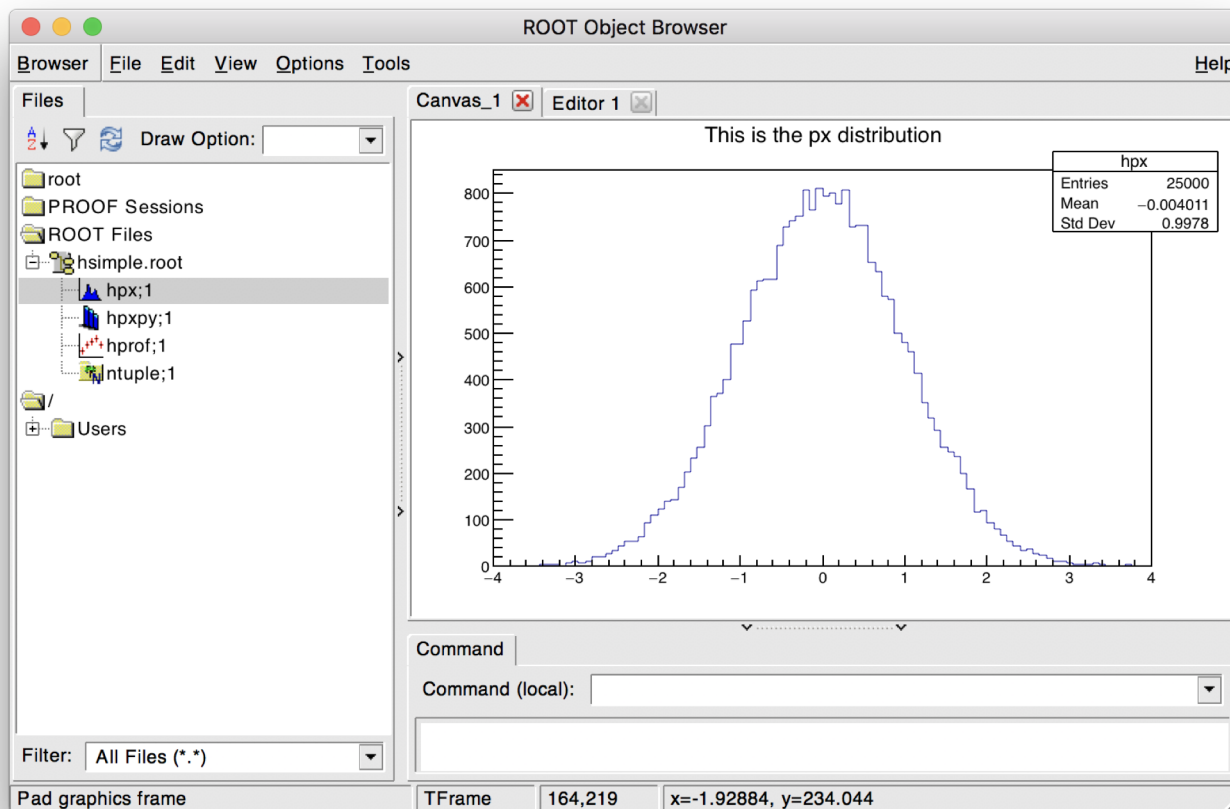 ROOT Object Browser
Browser File Edit View Options Tools Help
Files
Draw Option:
root
PROOF Sessions
ROOT Files
hsimple.root
hpx;1
hpxpy;1
hprof;1
ntuple;1
/
Users
Filter: All Files (*.*)
Canvas_1 Editor 1
This is the px distribution
hpx
Entries 25000
Mean −0.004011
Std Dev 0.9978
800
700
600
500
400
300
200
100
0
−4 −3 −2 −1 0 1 2 3 4
Command
Command (local):
Pad graphics frame TFrame 164,219 x=-1.92884, y=234.044